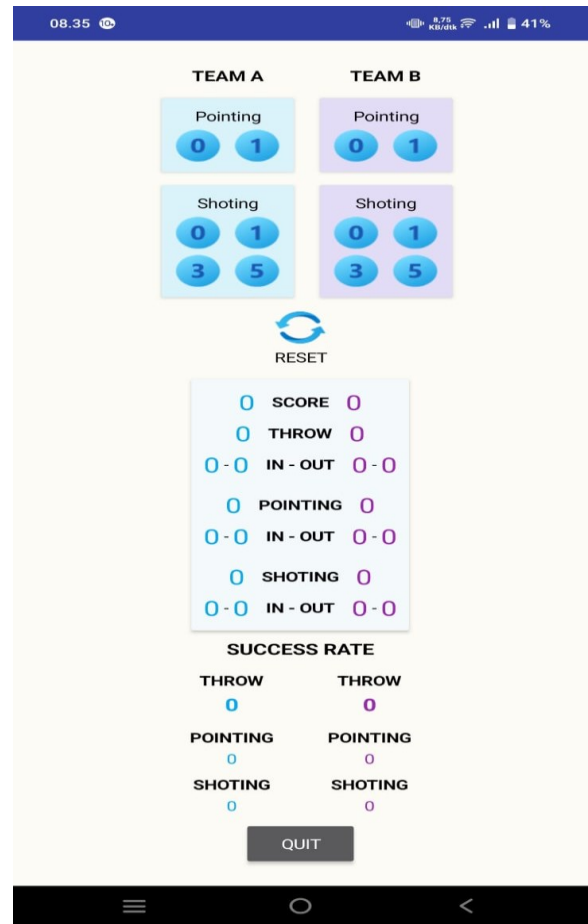 08.35 8,75 KB/dtk 41%
TEAM A TEAM B
Pointing Pointing
0 1 0 1
Shoting Shoting
0 1 0 1
3 5 3 5
RESET
0 SCORE 0
0 THROW 0
0 - 0 IN - OUT 0 - 0
0 POINTING 0
0 - 0 IN - OUT 0 - 0
0 SHOTING 0
0 - 0 IN - OUT 0 - 0
SUCCESS RATE
THROW THROW
0 0
POINTING POINTING
0 0
SHOTING SHOTING
0 0
QUIT